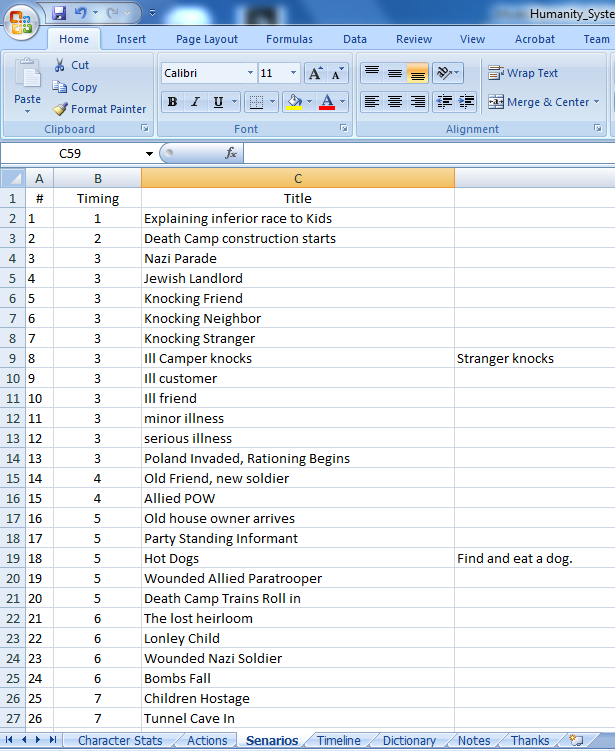 Humanity_Syste
Home Insert Page Layout Formulas Data Review View Acrobat Team
Paste Cut Copy Format Painter Clipboard
Calibri 11 A A B I U A Font
Wrap Text Merge & Center Alignment
C59 fx
A B C
1 # Timing Title
2 1 1 Explaining inferior race to Kids
3 2 2 Death Camp construction starts
4 3 3 Nazi Parade
5 4 3 Jewish Landlord
6 5 3 Knocking Friend
7 6 3 Knocking Neighbor
8 7 3 Knocking Stranger
9 8 3 Ill Camper knocks Stranger knocks
10 9 3 Ill customer
11 10 3 Ill friend
12 11 3 minor illness
13 12 3 serious illness
14 13 3 Poland Invaded, Rationing Begins
15 14 4 Old Friend, new soldier
16 15 4 Allied POW
17 16 5 Old house owner arrives
18 17 5 Party Standing Informant
19 18 5 Hot Dogs Find and eat a dog.
20 19 5 Wounded Allied Paratrooper
21 20 5 Death Camp Trains Roll in
22 21 6 The lost heirloom
23 22 6 Lonley Child
24 23 6 Wounded Nazi Soldier
25 24 6 Bombs Fall
26 25 7 Children Hostage
27 26 7 Tunnel Cave In
Character Stats Actions Senarios Timeline Dictionary Notes Thanks